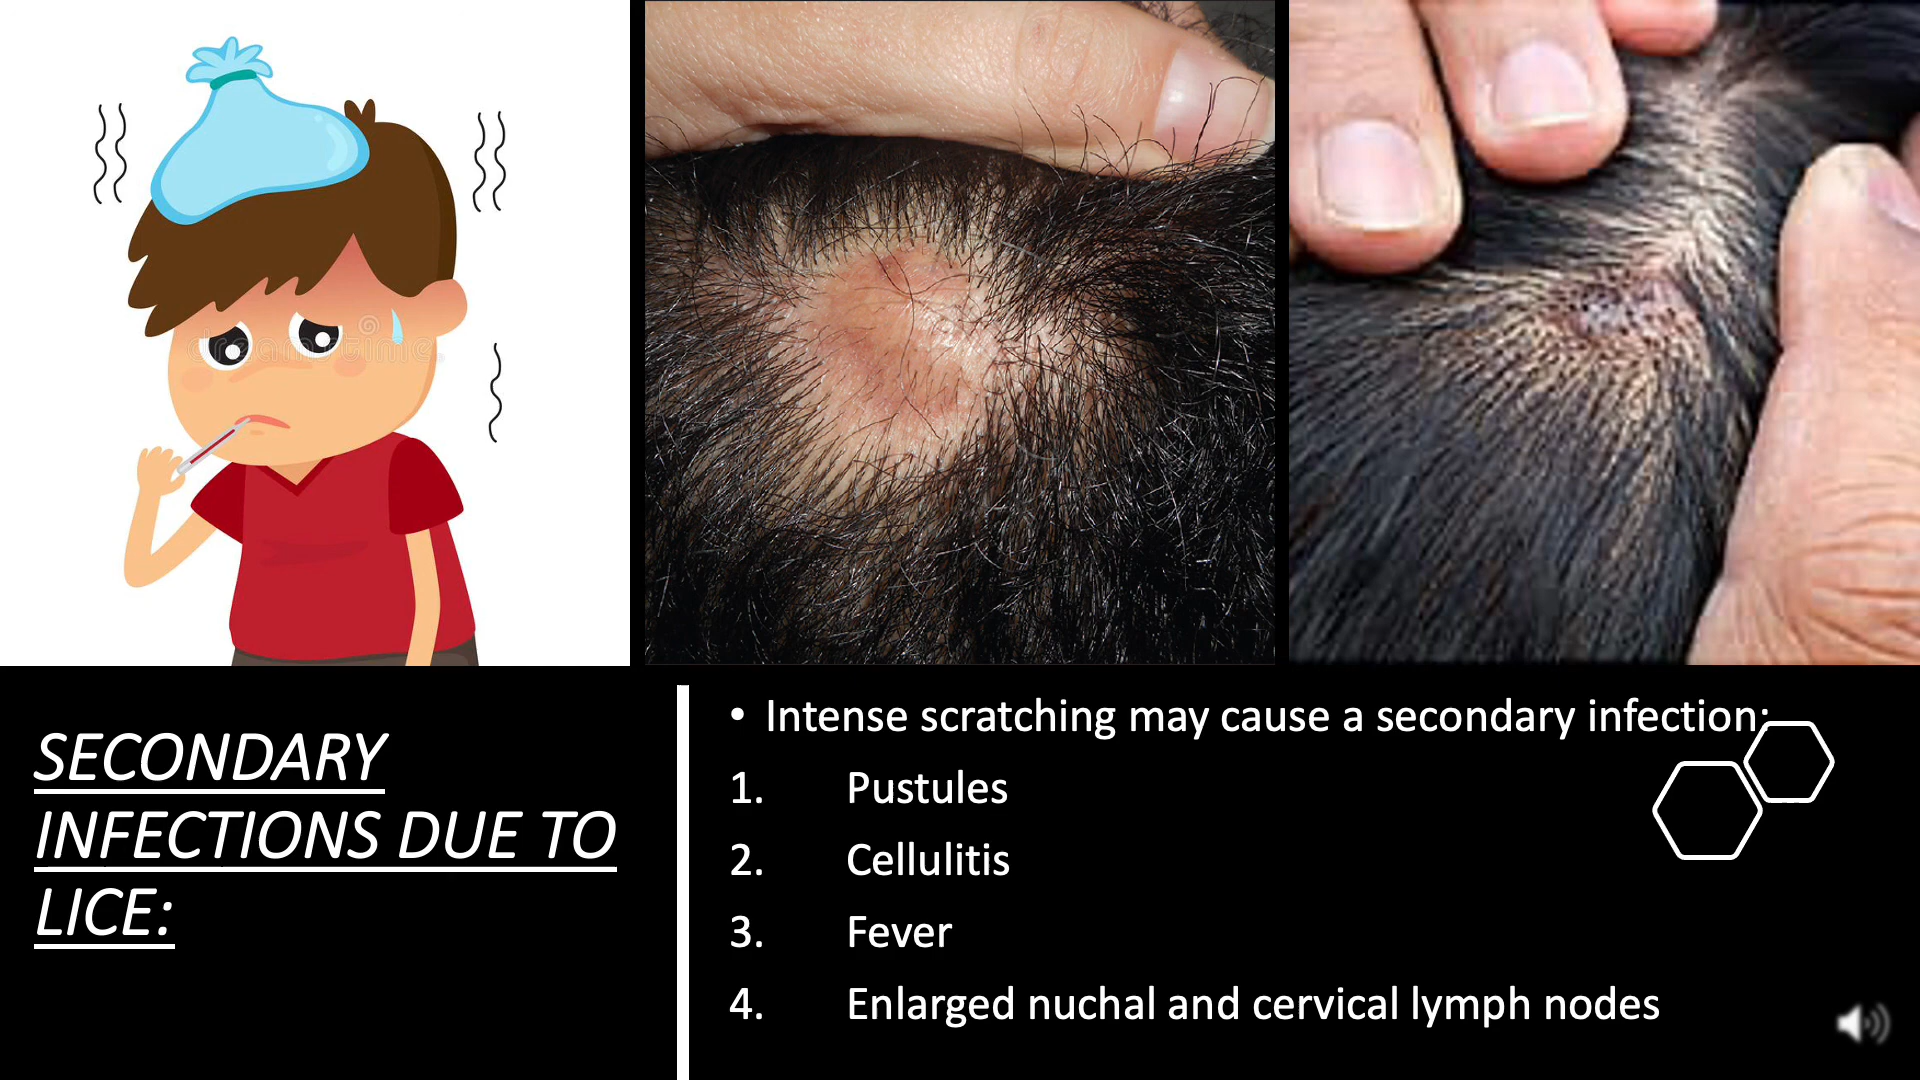 SECONDARY
INFECTIONS DUE TO
LICE:
• Intense scratching may cause a secondary infection:
1. Pustules
2. Cellulitis
3. Fever
4. Enlarged nuchal and cervical lymph nodes